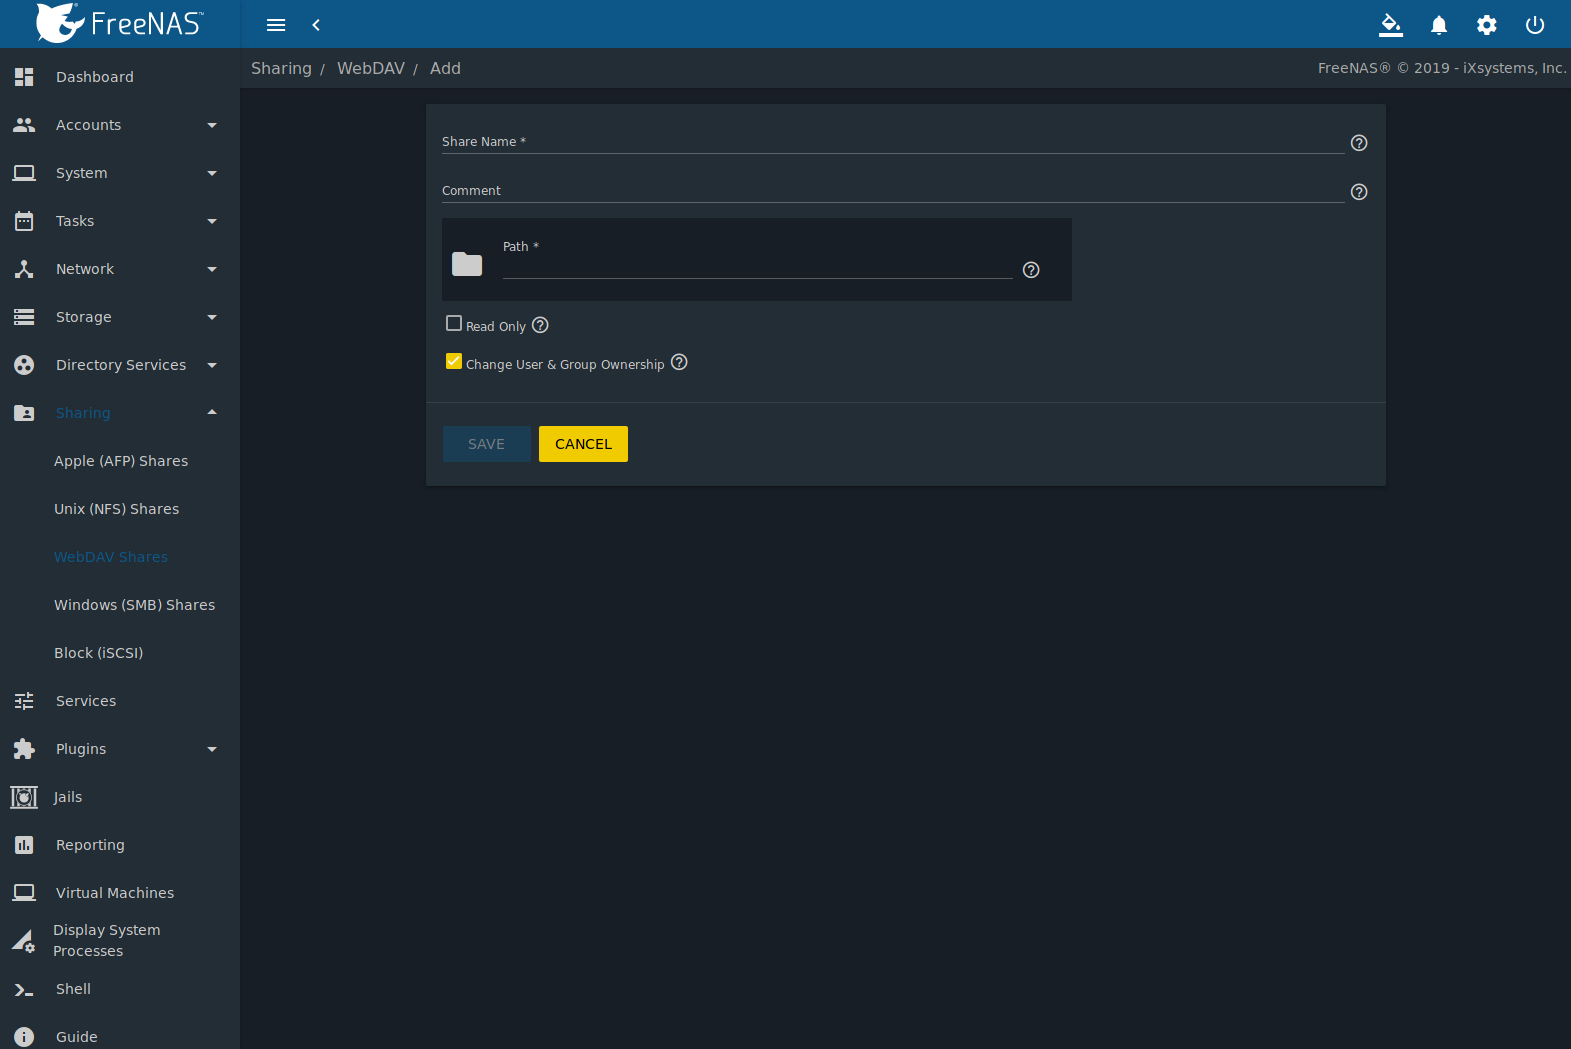 FreeNAS™
Sharing / WebDAV / Add
FreeNAS® © 2019 - iXsystems, Inc.
Dashboard
Accounts
System
Tasks
Network
Storage
Directory Services
Sharing
Apple (AFP) Shares
Unix (NFS) Shares
WebDAV Shares
Windows (SMB) Shares
Block (iSCSI)
Services
Plugins
Jails
Reporting
Virtual Machines
Display System
Processes
Shell
Guide
Share Name *
Comment
Path *
Read Only
Change User & Group Ownership
SAVE
CANCEL